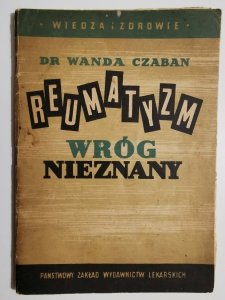 WIEDZA i ZDROWIE
DR WANDA CZABAN
REUMATYZM
WRÓG
NIEZNANY
PAŃSTWOWY ZAKŁAD WYDAWNICTW LEKARSKICH